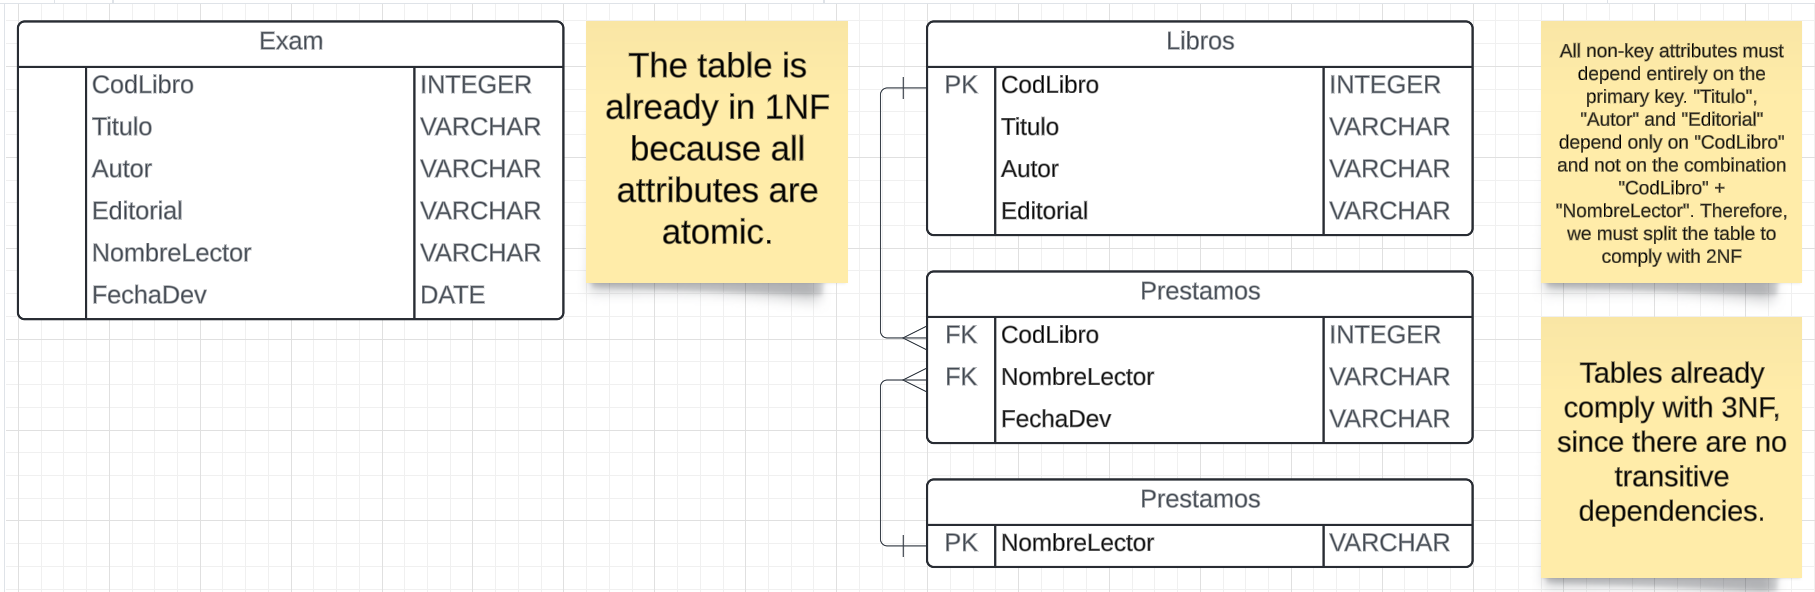 Exam
CodLibro INTEGER
Titulo VARCHAR
Autor VARCHAR
Editorial VARCHAR
NombreLector VARCHAR
FechaDev DATE
The table is
already in 1NF
because all
attributes are
atomic.
Libros
PK CodLibro INTEGER
Titulo VARCHAR
Autor VARCHAR
Editorial VARCHAR
Prestamos
FK CodLibro INTEGER
FK NombreLector VARCHAR
FechaDev VARCHAR
Prestamos
PK NombreLector VARCHAR
All non-key attributes must
depend entirely on the
primary key. "Titulo",
"Autor" and "Editorial"
depend only on "CodLibro"
and not on the combination
"CodLibro" +
"NombreLector". Therefore,
we must split the table to
comply with 2NF
Tables already
comply with 3NF,
since there are no
transitive
dependencies.